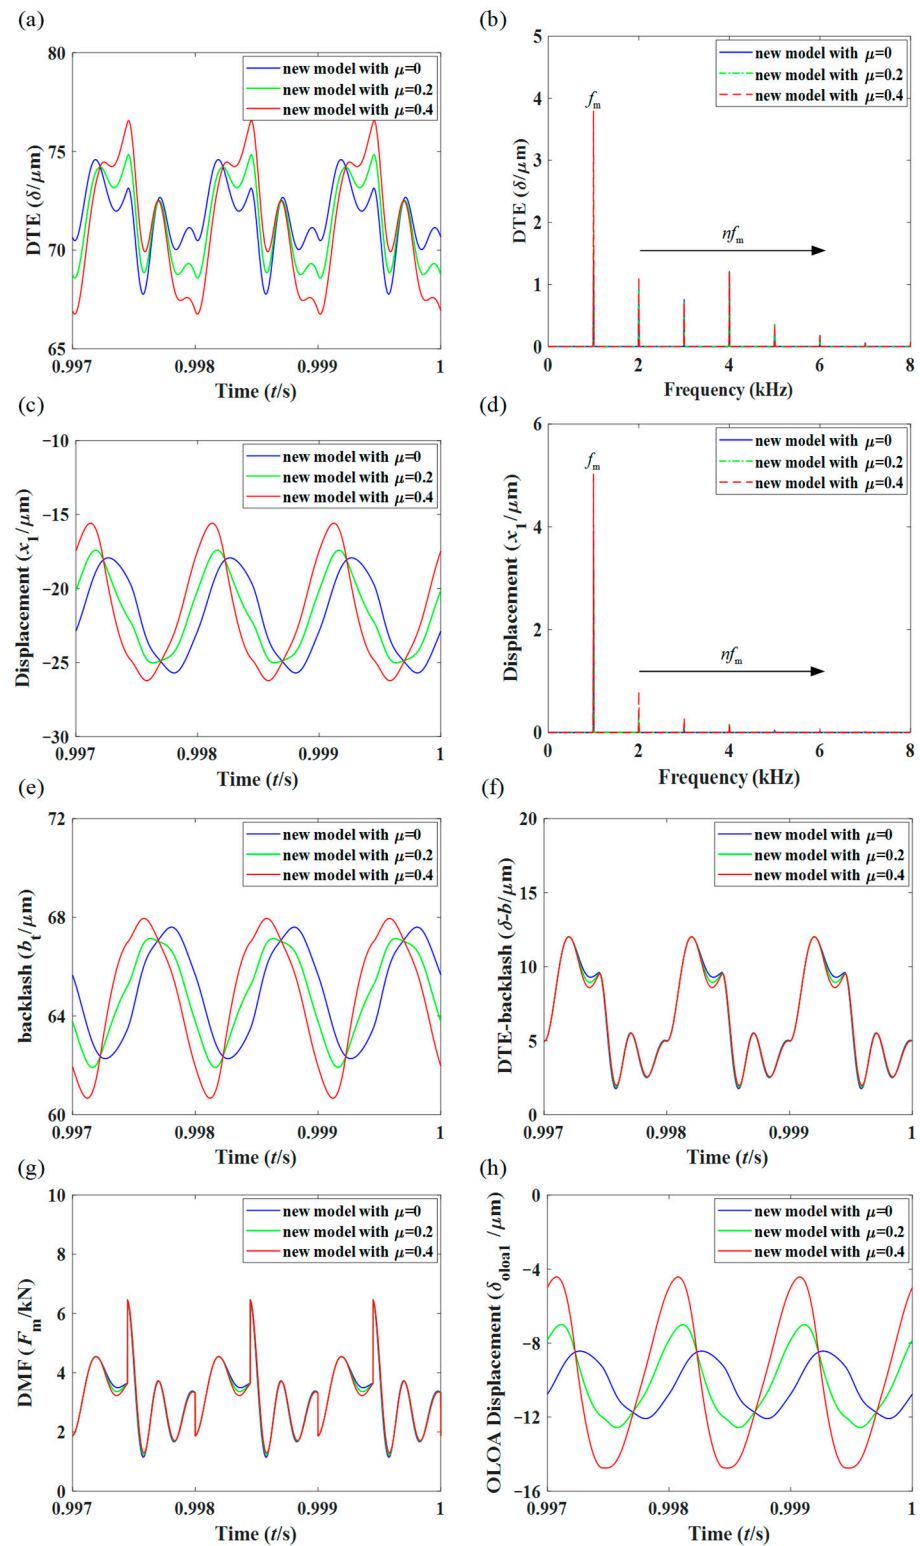 (a)
80
75
70
65
DTE (δ/μm)
new model with μ=0
new model with μ=0.2
new model with μ=0.4
0.997
0.998
0.999
1
Time (t/s)
(b)
5
4
3
2
1
0
DTE (δ/μm)
new model with μ=0
new model with μ=0.2
new model with μ=0.4
fm
nfm
0
2
4
6
8
Frequency (kHz)
(c)
−10
−15
−20
−25
−30
Displacement (x1/μm)
new model with μ=0
new model with μ=0.2
new model with μ=0.4
0.997
0.998
0.999
1
Time (t/s)
(d)
6
4
2
0
Displacement (x1/μm)
new model with μ=0
new model with μ=0.2
new model with μ=0.4
fm
nfm
0
2
4
6
8
Frequency (kHz)
(e)
72
68
64
60
backlash (bt/μm)
new model with μ=0
new model with μ=0.2
new model with μ=0.4
0.997
0.998
0.999
1
Time (t/s)
(f)
20
15
10
5
0
DTE-backlash (δ-b/μm)
new model with μ=0
new model with μ=0.2
new model with μ=0.4
0.997
0.998
0.999
1
Time (t/s)
(g)
10
8
6
4
2
0
DMF (Fm/kN)
new model with μ=0
new model with μ=0.2
new model with μ=0.4
0.997
0.998
0.999
1
Time (t/s)
(h)
0
−4
−8
−12
−16
OLOA Displacement (δoloa1 /μm)
new model with μ=0
new model with μ=0.2
new model with μ=0.4
0.997
0.998
0.999
1
Time (t/s)